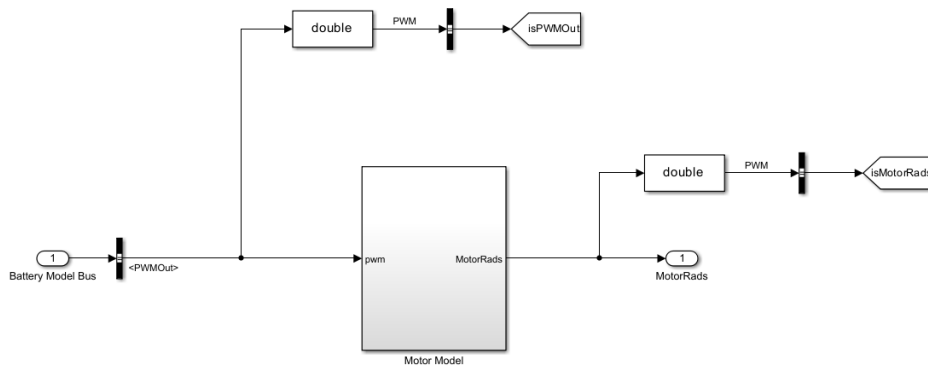 double
PWM
isPWMOut
double
PWM
isMotorRads
1
Battery Model Bus
<PWMOut>
pwm
MotorRads
1
MotorRads
Motor Model